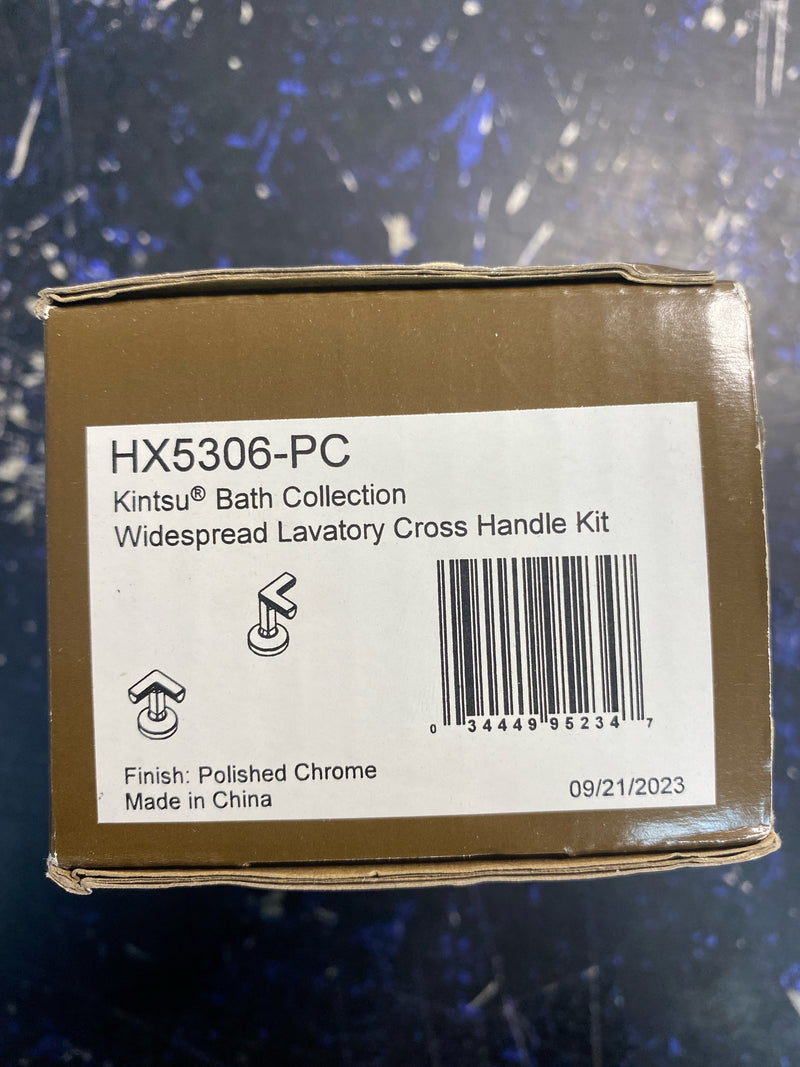 HX5306-PC
Kintsu® Bath Collection
Widespread Lavatory Cross Handle Kit
0 34449 95234 7
Finish: Polished Chrome
Made in China
09/21/2023